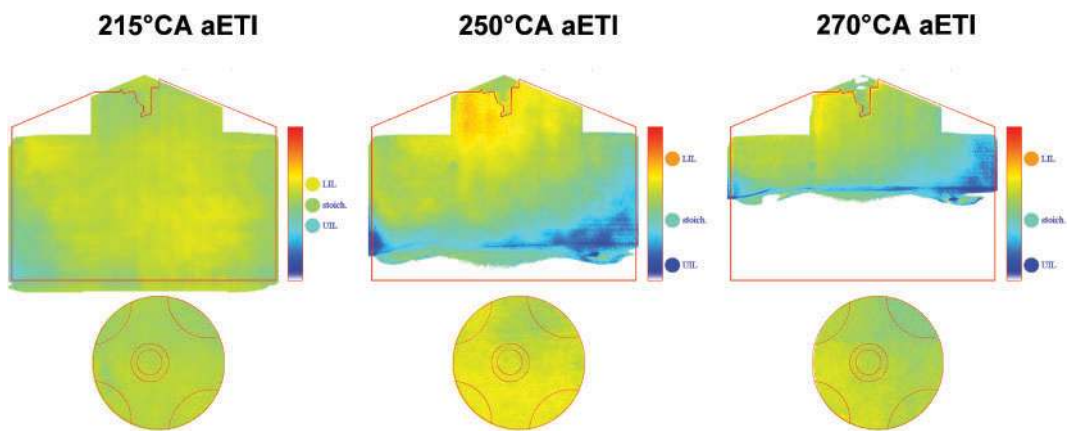 215°CA aETI
250°CA aETI
270°CA aETI
LIL
stoich.
UIL
LIL
stoich.
UIL
LIL
stoich.
UIL